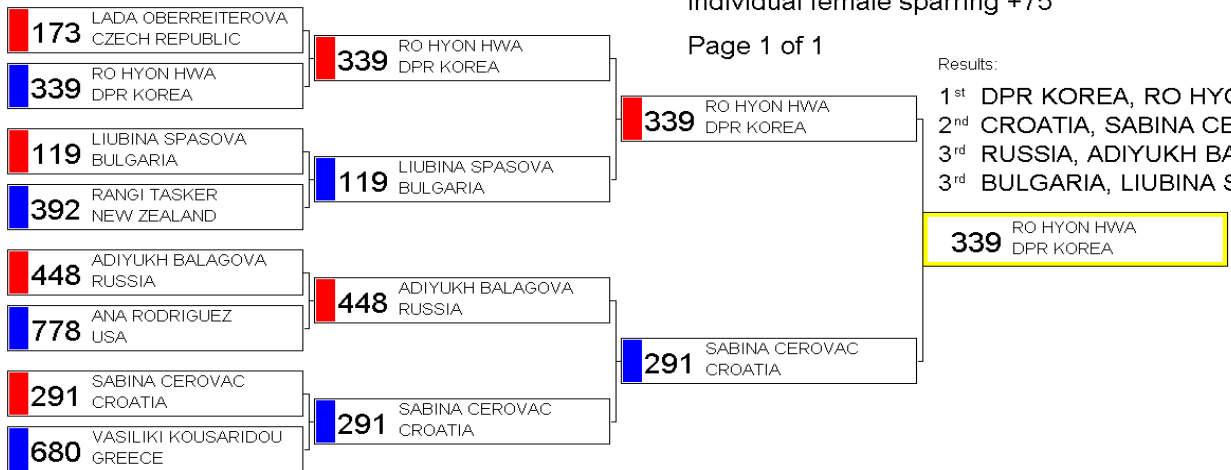 Individual female sparring +75
Page 1 of 1
173 LADA OBERREITEROVA
CZECH REPUBLIC
339 RO HYON HWA
DPR KOREA
119 LIUBINA SPASOVA
BULGARIA
392 RANGI TASKER
NEW ZEALAND
448 ADIYUKH BALAGOVA
RUSSIA
778 ANA RODRIGUEZ
USA
291 SABINA CEROVAC
CROATIA
680 VASILIKI KOUSARIDOU
GREECE
339 RO HYON HWA
DPR KOREA
119 LIUBINA SPASOVA
BULGARIA
448 ADIYUKH BALAGOVA
RUSSIA
291 SABINA CEROVAC
CROATIA
339 RO HYON HWA
DPR KOREA
291 SABINA CEROVAC
CROATIA
Results:
1st DPR KOREA, RO HYO
2nd CROATIA, SABINA CE
3rd RUSSIA, ADIYUKH BA
3rd BULGARIA, LIUBINA S
339 RO HYON HWA
DPR KOREA